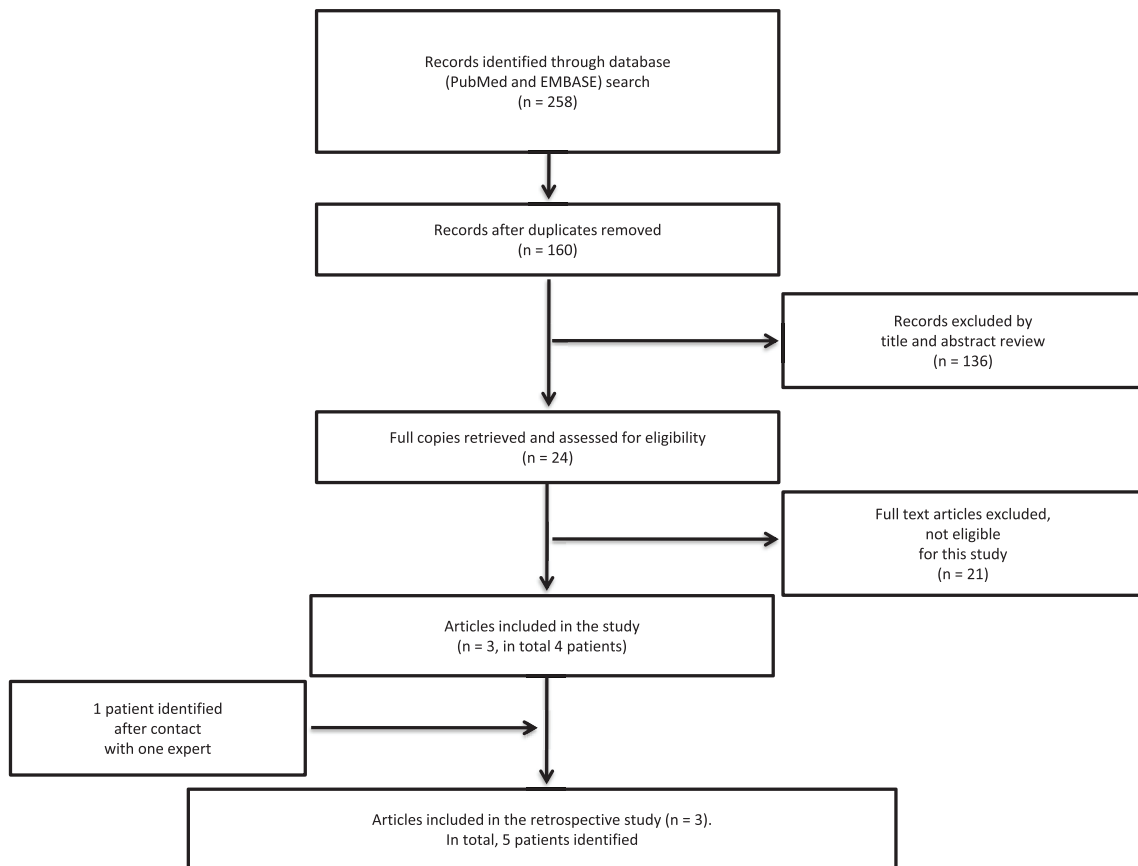 Records identified through database
(PubMed and EMBASE) search
(n = 258)
Records after duplicates removed
(n = 160)
Records excluded by
title and abstract review
(n = 136)
Full copies retrieved and assessed for eligibility
(n = 24)
Full text articles excluded,
not eligible
for this study
(n = 21)
Articles included in the study
(n = 3, in total 4 patients)
1 patient identified
after contact
with one expert
Articles included in the retrospective study (n = 3).
In total, 5 patients identified